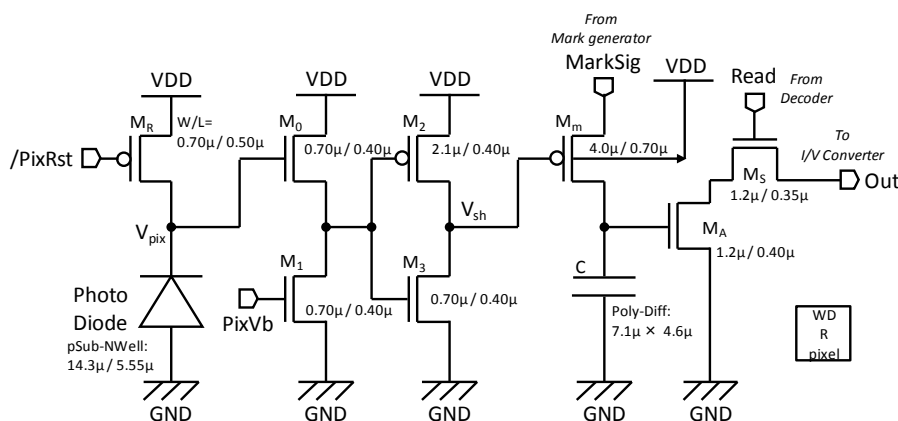 From
Mark generator
MarkSig
VDD
Read
From
Decoder
VDD
VDD
VDD
M_R
W/L=
0.70μ/ 0.50μ
M_0
0.70μ/ 0.40μ
M_2
2.1μ/ 0.40μ
M_m
4.0μ/ 0.70μ
To
I/V Converter
/PixRst
Out
M_S
1.2μ/ 0.35μ
V_pix
V_sh
M_A
1.2μ/ 0.40μ
M_1
0.70μ/ 0.40μ
M_3
0.70μ/ 0.40μ
PixVb
C
Poly-Diff:
7.1μ × 4.6μ
Photo
Diode
pSub-NWell:
14.3μ/ 5.55μ
WD
R
pixel
GND
GND
GND
GND
GND